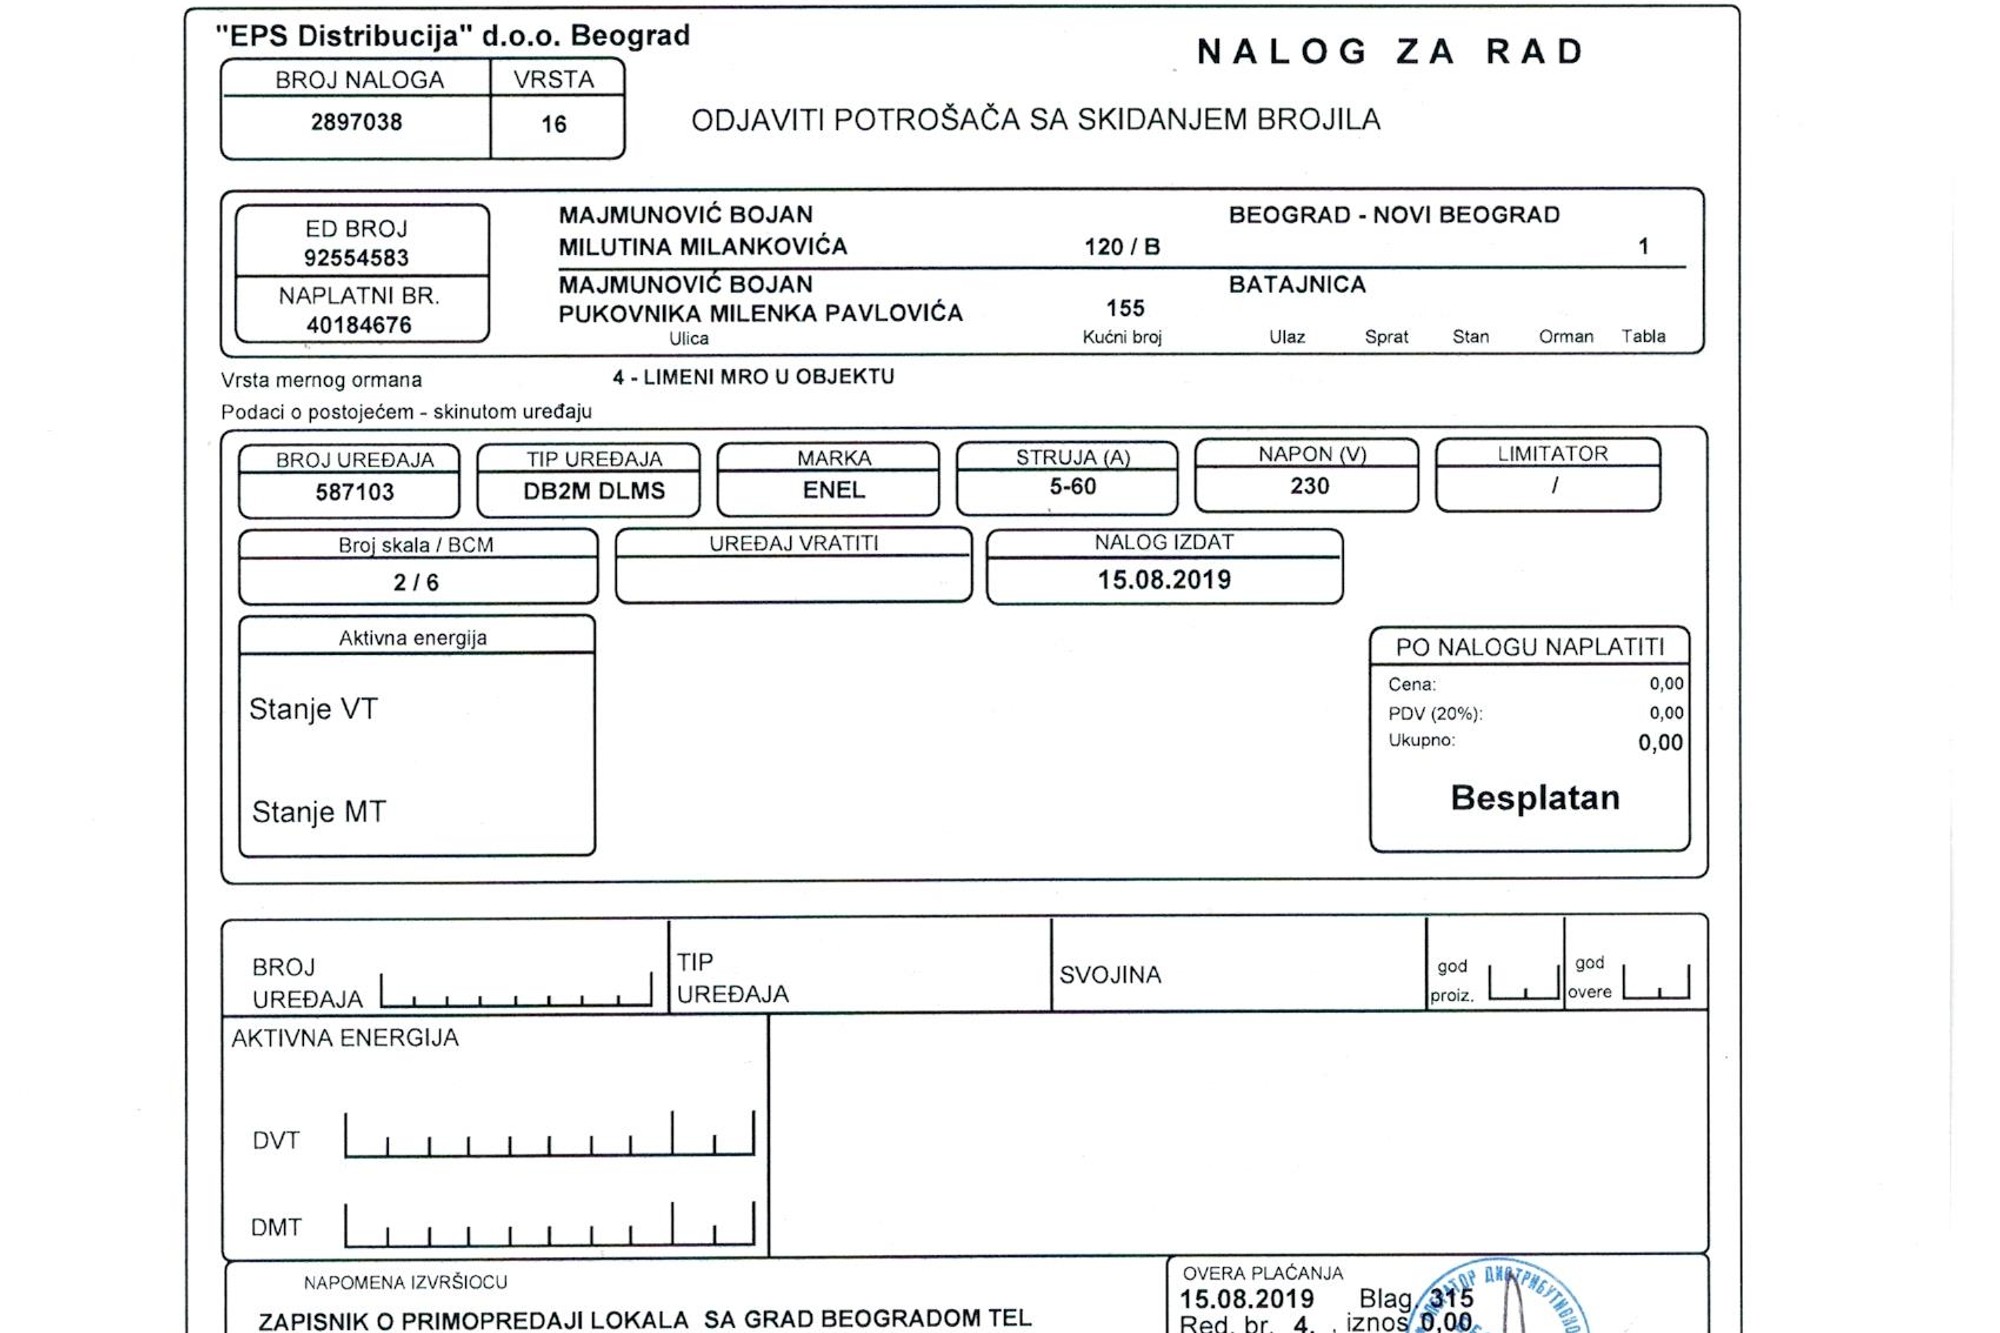 "EPS Distribucija" d.o.o. Beograd
NALOG ZA RAD
BROJ NALOGA VRSTA
2897038 16
ODJAVITI POTROŠAČA SA SKIDANJEM BROJILA
ED BROJ
92554583
NAPLATNI BR.
40184676
MAJMUNOVIĆ BOJAN BEOGRAD - NOVI BEOGRAD
MILUTINA MILANKOVIĆA 120 / B 1
MAJMUNOVIĆ BOJAN BATAJNICA
PUKOVNIKA MILENKA PAVLOVIĆA 155
Ulica Kućni broj Ulaz Sprat Stan Orman Tabla
Vrsta mernog ormana 4 - LIMENI MRO U OBJEKTU
Podaci o postojećem - skinutom uređaju
BROJ UREĐAJA TIP UREĐAJA MARKA STRUJA (A) NAPON (V) LIMITATOR
587103 DB2M DLMS ENEL 5-60 230 /
Broj skala / BCM UREĐAJ VRATITI NALOG IZDAT
2 / 6 15.08.2019
Aktivna energija
Stanje VT
Stanje MT
PO NALOGU NAPLATITI
Cena: 0,00
PDV (20%): 0,00
Ukupno: 0,00
Besplatan
BROJ UREĐAJA
TIP UREĐAJA
SVOJINA
god proiz.
god overe
AKTIVNA ENERGIJA
DVT
DMT
NAPOMENA IZVRŠIOCU
ZAPISNIK O PRIMOPREDAJI LOKALA SA GRAD BEOGRADOM TEL
OVERA PLAĆANJA
15.08.2019 Blag. 315
Red. br. 4. , iznos 0,00
ОПЕРАТОР ДИСТРИБУТИВНОГ